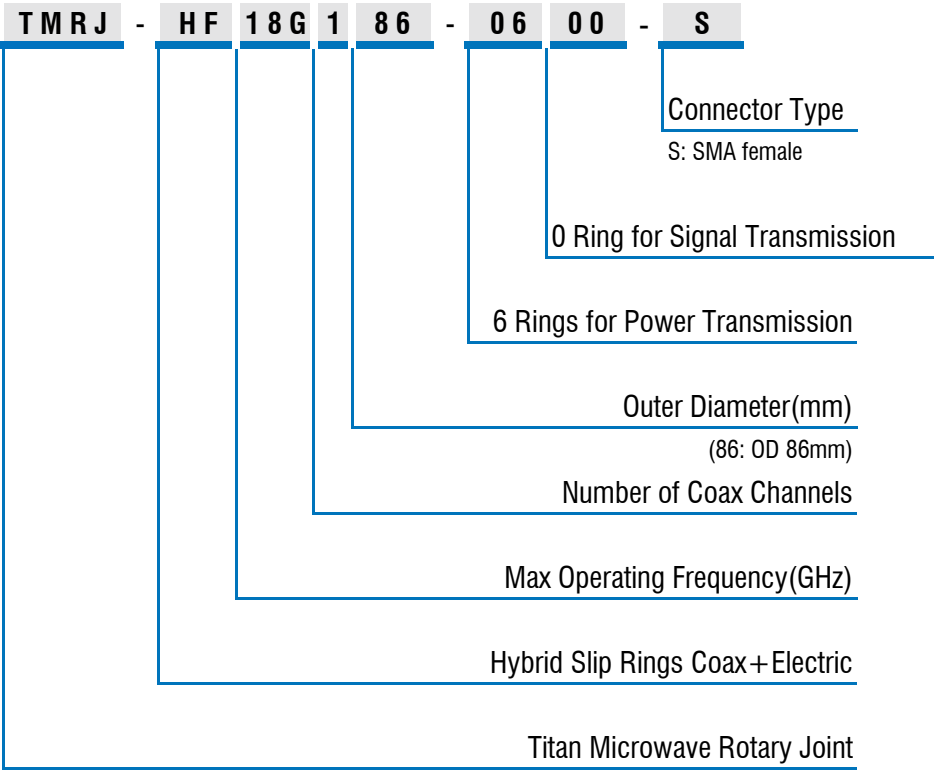 TMRJ - HF 18G 1 86 - 06 00 - S
Connector Type
S: SMA female
0 Ring for Signal Transmission
6 Rings for Power Transmission
Outer Diameter(mm)
(86: OD 86mm)
Number of Coax Channels
Max Operating Frequency(GHz)
Hybrid Slip Rings Coax+Electric
Titan Microwave Rotary Joint